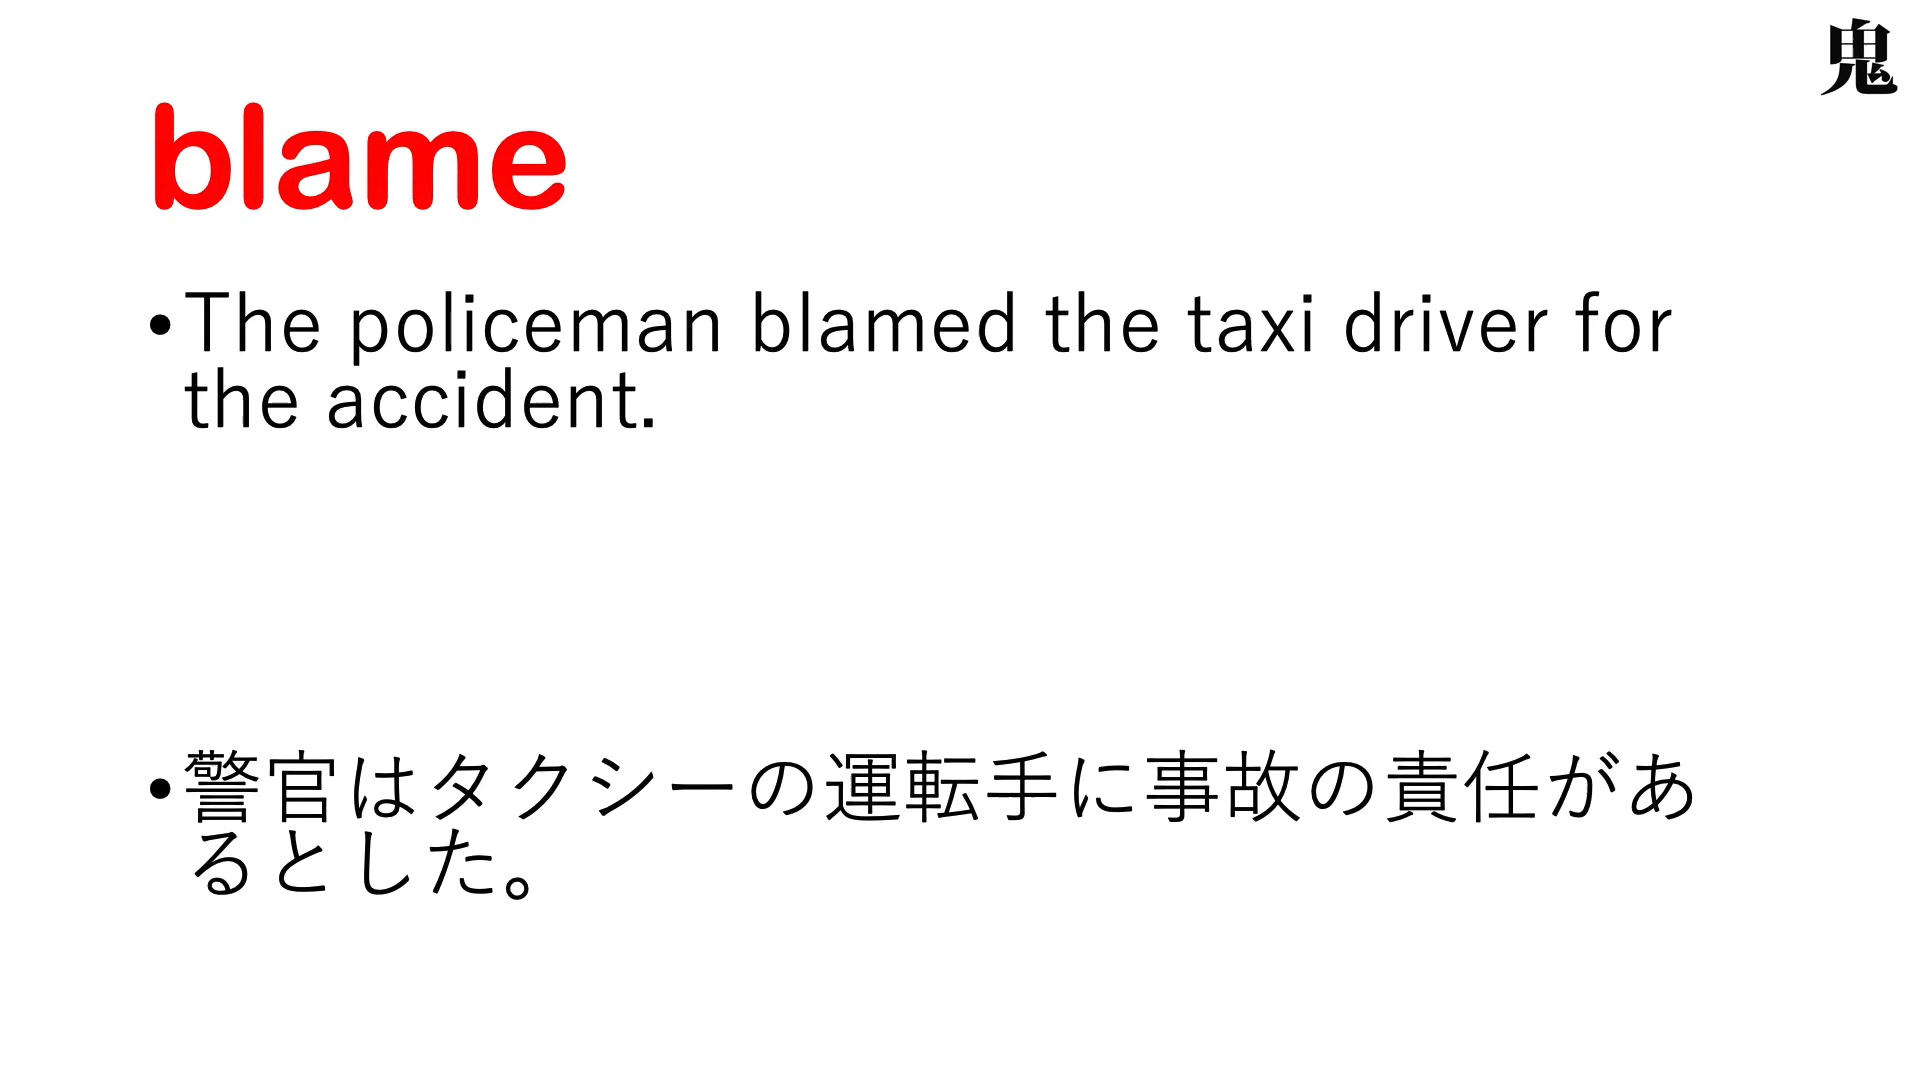 鬼
blame
•The policeman blamed the taxi driver for
the accident.
•警官はタクシーの運転手に事故の責任があ
るとした。